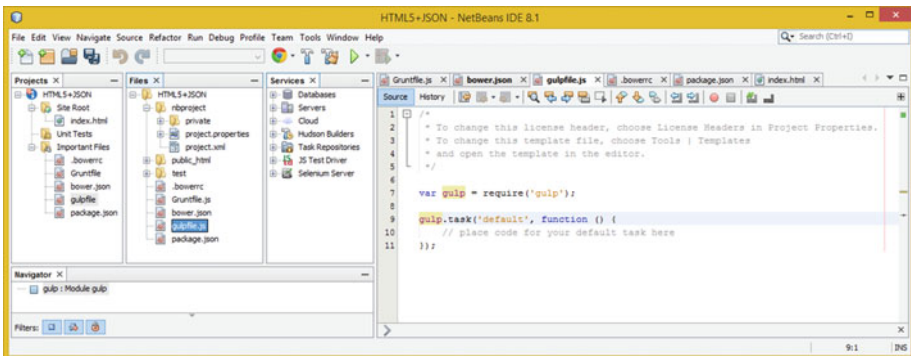 HTML5+JSON - NetBeans IDE 8.1
File Edit View Navigate Source Refactor Run Debug Profile Team Tools Window Help
Search (Ctrl+I)
Projects
HTML5+JSON
Site Root
index.html
Unit Tests
Important Files
.bowerrc
Gruntfile
bower.json
gulpfile
package.json
Files
HTML5+JSON
nbproject
private
project.properties
project.xml
public_html
test
.bowerrc
Gruntfile.js
bower.json
gulpfile.js
package.json
Services
Databases
Servers
Cloud
Hudson Builders
Task Repositories
JS Test Driver
Selenium Server
Gruntfile.js bower.json gulpfile.js .bowerrc package.json index.html
Source History
1 /*
2 * To change this license header, choose License Headers in Project Properties.
3 * To change this template file, choose Tools | Templates
4 * and open the template in the editor.
5 */
6
7 var gulp = require('gulp');
8
9 gulp.task('default', function () {
10 // place code for your default task here
11 });
Navigator
gulp : Module gulp
Filters:
9:1 INS